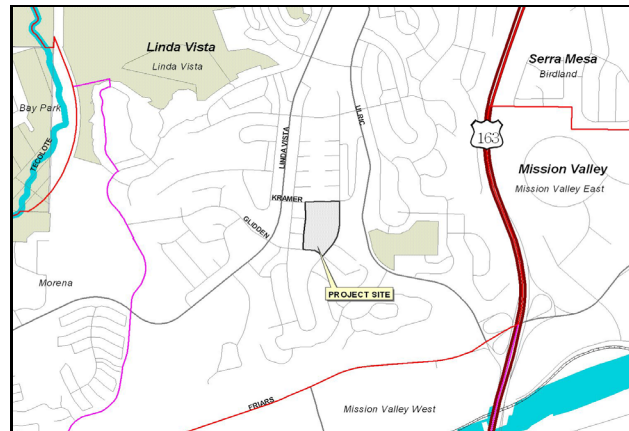 Linda Vista
Linda Vista
Serra Mesa
Birdland
Bay Park
TECOLOTE
LINDA VISTA
ULRIC
163
Mission Valley
Mission Valley East
KRAMER
GLIDDEN
Morena
PROJECT SITE
FRIARS
Mission Valley West